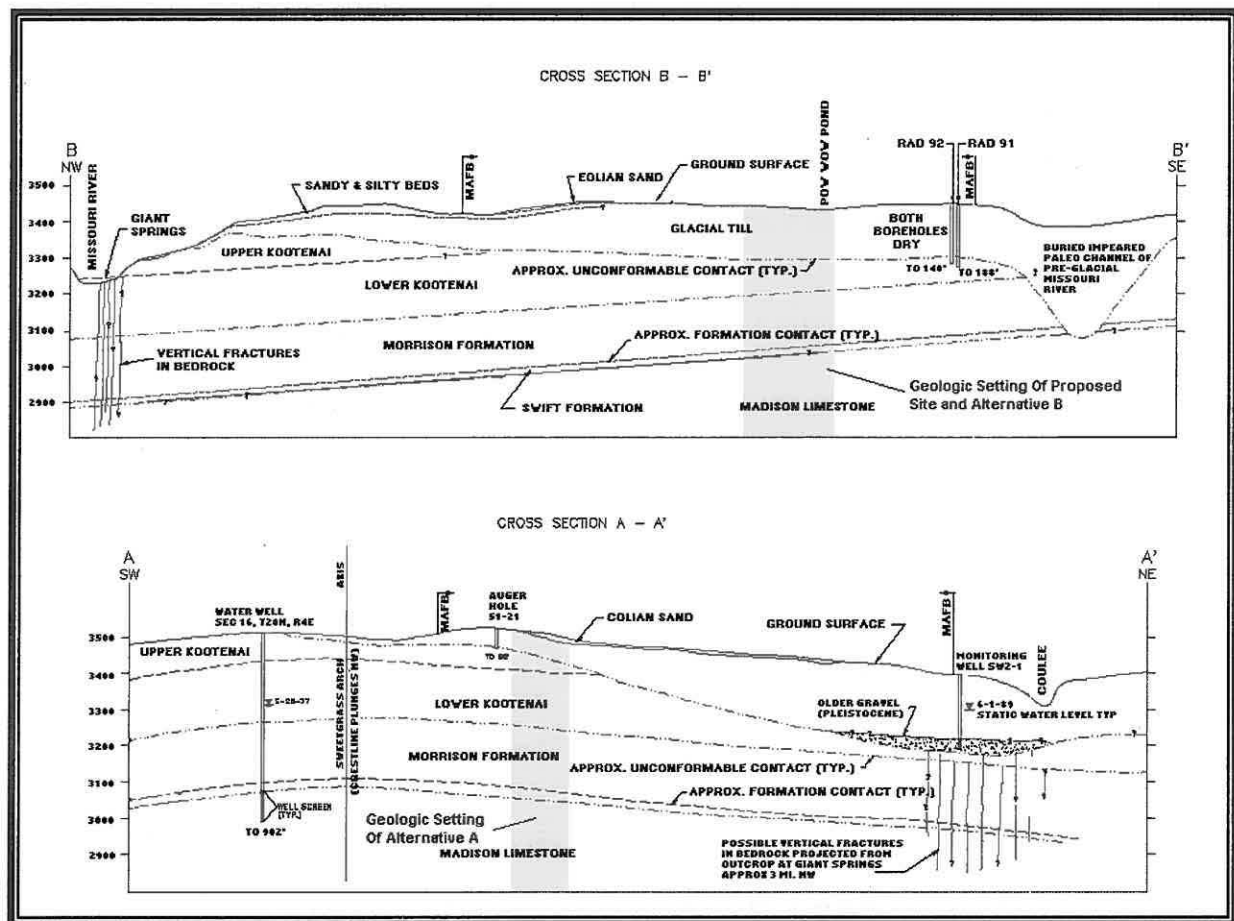 CROSS SECTION B – B'
B
NW
B'
SE
MISSOURI RIVER
GIANT
SPRINGS
SANDY & SILTY BEDS
MAFB
EOLIAN SAND
GROUND SURFACE
POW WOW POND
RAD 92
RAD 91
MAFB
3500
3400
3300
3200
3100
3000
2900
UPPER KOOTENAI
GLACIAL TILL
BOTH
BOREHOLES
DRY
TO 140'
TO 188'
BURIED IMPEARED
PALEO CHANNEL OF
PRE-GLACIAL
MISSOURI
RIVER
APPROX. UNCONFORMABLE CONTACT (TYP.)
LOWER KOOTENAI
APPROX. FORMATION CONTACT (TYP.)
MORRISON FORMATION
VERTICAL FRACTURES
IN BEDROCK
SWIFT FORMATION
MADISON LIMESTONE
Geologic Setting Of Proposed
Site and Alternative B
CROSS SECTION A – A'
A
SW
A'
NE
WATER WELL
SEC 16, T20N, R4E
AXIS
SWEETGRASS ARCH
(CRESTLINE PLUNGES NW)
MAFB
AUGER
HOLE
S1-21
COLIAN SAND
GROUND SURFACE
MAFB
MONITORING
WELL SW2-1
COULEE
3500
3400
3300
3200
3100
3000
2900
UPPER KOOTENAI
LOWER KOOTENAI
OLDER GRAVEL
(PLEISTOCENE)
6-1-89
STATIC WATER LEVEL TYP
MORRISON FORMATION
APPROX. UNCONFORMABLE CONTACT (TYP.)
APPROX. FORMATION CONTACT (TYP.)
WELL SCREEN
(TYP.)
TO 902'
Geologic Setting
Of Alternative A
MADISON LIMESTONE
POSSIBLE VERTICAL FRACTURES
IN BEDROCK PROJECTED FROM
OUTCROP AT GIANT SPRINGS
APPROX 3 MI. NW